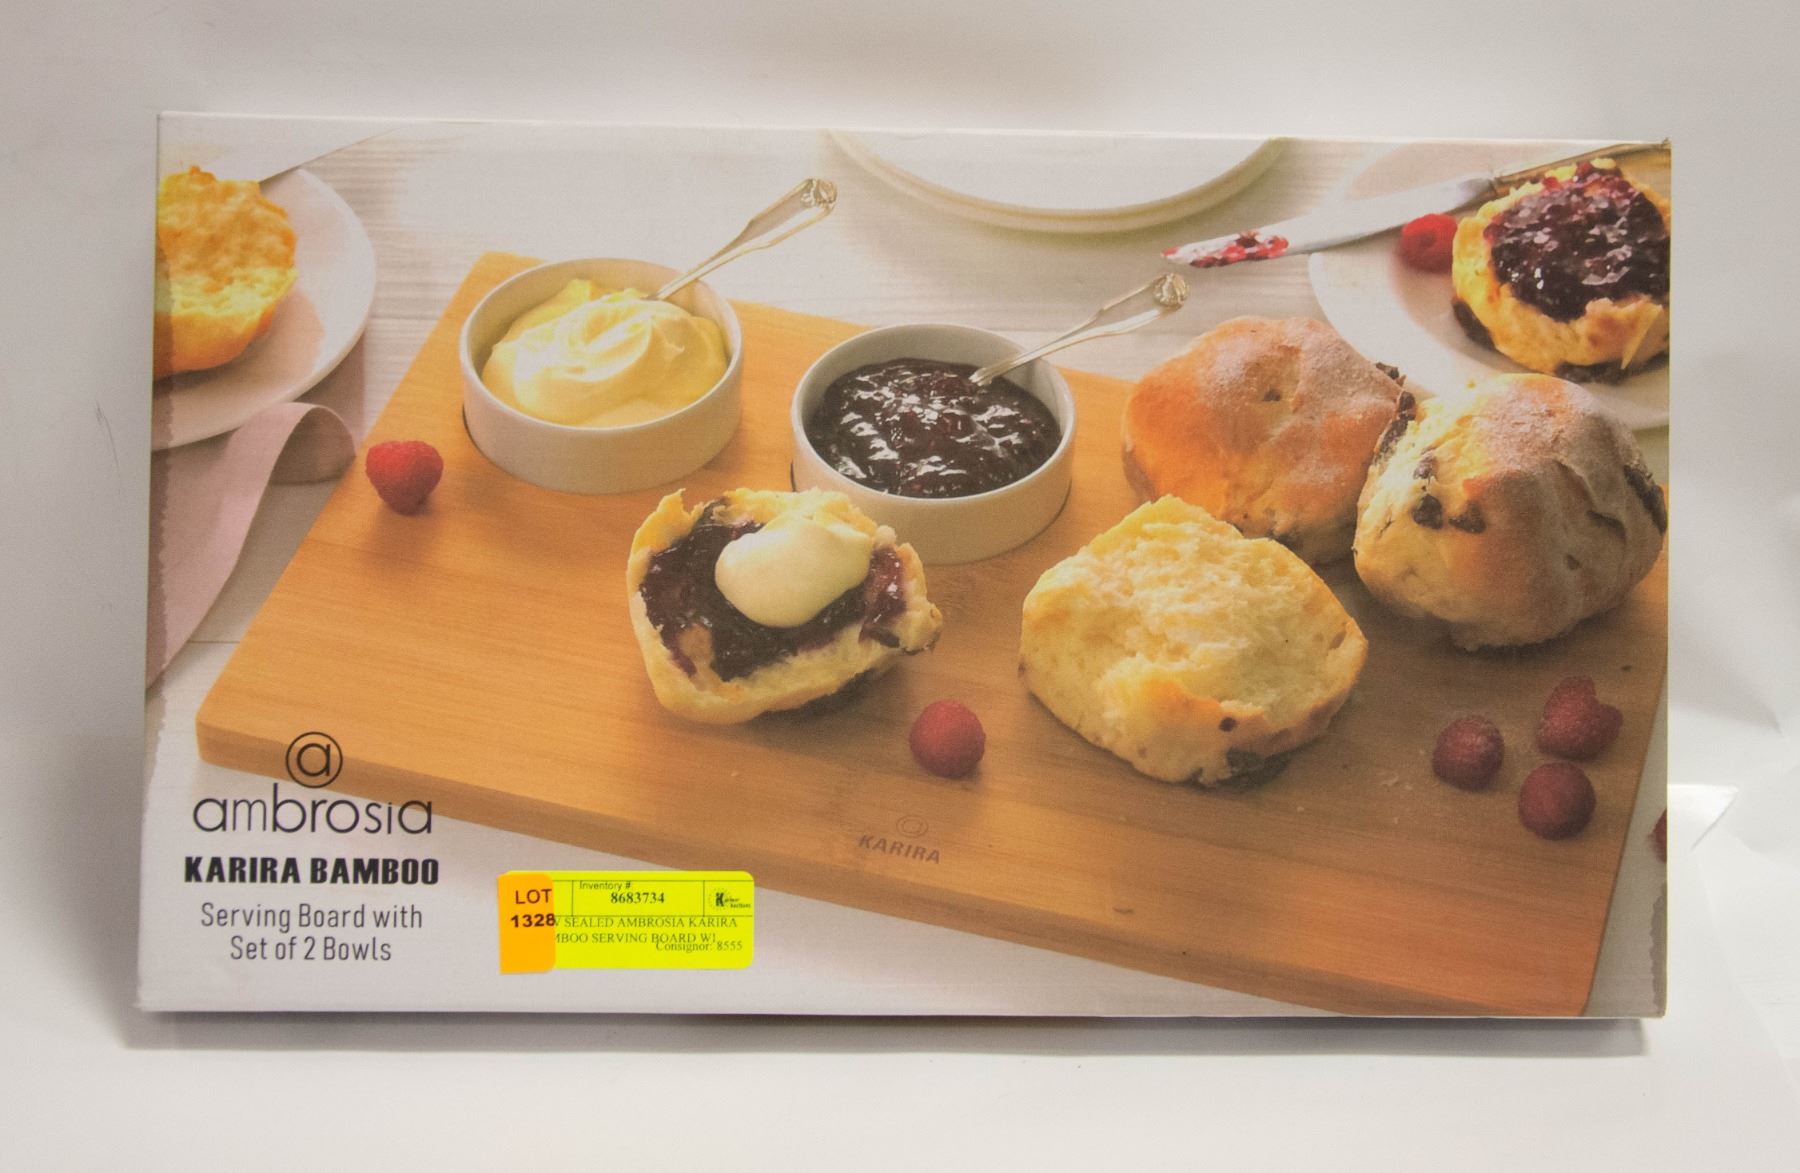 a
ambrosia
KARIRA BAMBOO
Serving Board with
Set of 2 Bowls
KARIRA
LOT
1328
Inventory #
8683734
SEALED AMBROSIA KARIRA
MBOO SERVING BOARD WI
Consignor: 8555